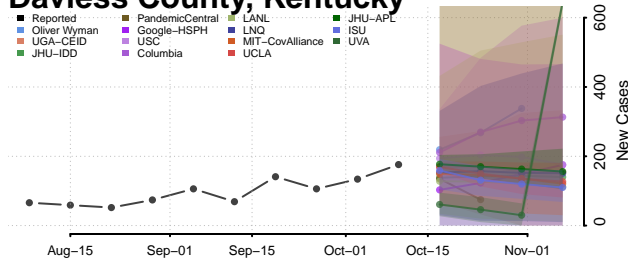 Daviess County, Kentucky
Reported PandemicCentral LANL JHU−APL
Oliver Wyman Google−HSPH LNQ ISU
UGA−CEID USC MIT−CovAlliance UVA
JHU−IDD Columbia UCLA
0 200 400 600
New Cases
Aug−15 Sep−01 Sep−15 Oct−01 Oct−15 Nov−01